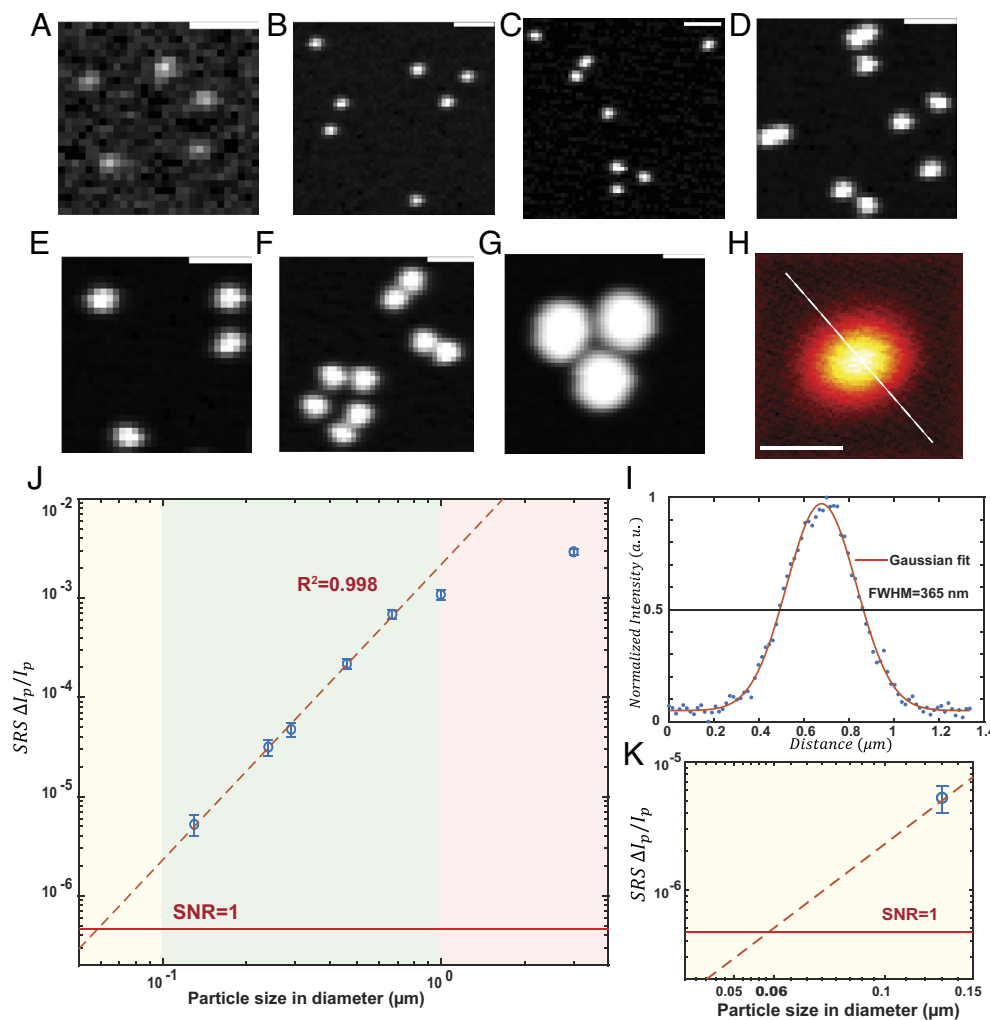 A
B
C
D
E
F
G
H
J
10^-2
10^-3
10^-4
10^-5
10^-6
SRS ΔI_p/I_p
R²=0.998
SNR=1
10^-1
10^0
Particle size in diameter (µm)
I
1
0.5
0
Normalized Intensity (a.u.)
Gaussian fit
FWHM=365 nm
0
0.2
0.4
0.6
0.8
1
1.2
1.4
Distance (µm)
K
10^-5
10^-6
SRS ΔI_p/I_p
SNR=1
0.05
0.06
0.1
0.15
Particle size in diameter (µm)